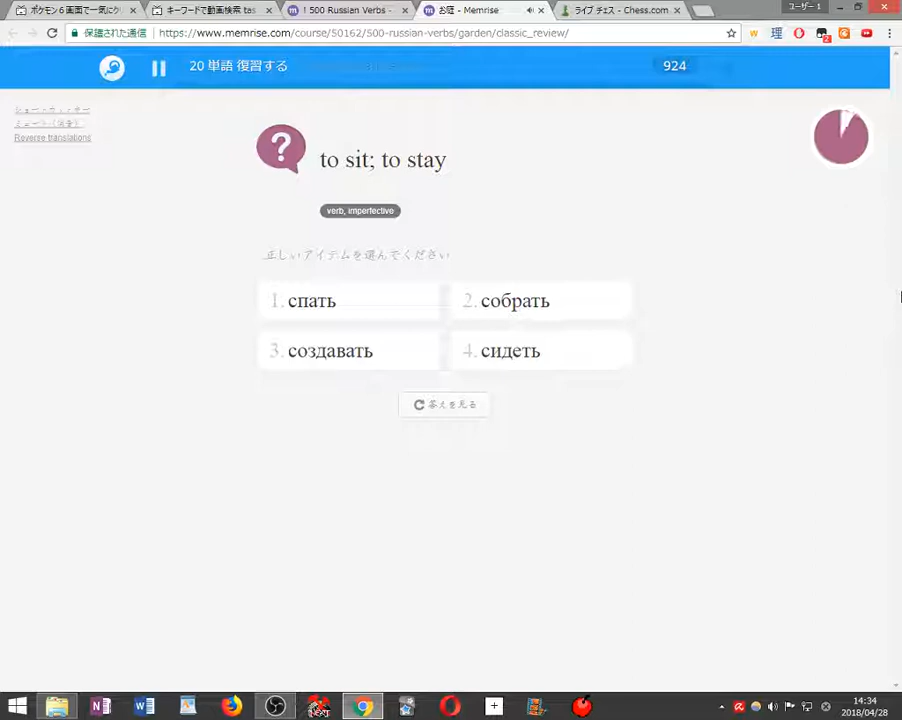 ポケモン６画面で一気にク
キーワードで動画検索 tas
! 500 Russian Verbs -
お庭 - Memrise
ライブ チェス - Chess.com
ユーザー 1
保護された通信
https://www.memrise.com/course/50162/500-russian-verbs/garden/classic_review/
理
2
20 単語 復習する
924
Reverse translations
?
to sit; to stay
verb, imperfective
正しいアイテムを選んでください
1. спать
2. собрать
3. создавать
4. сидеть
答えを見る
14:34
2018/04/28